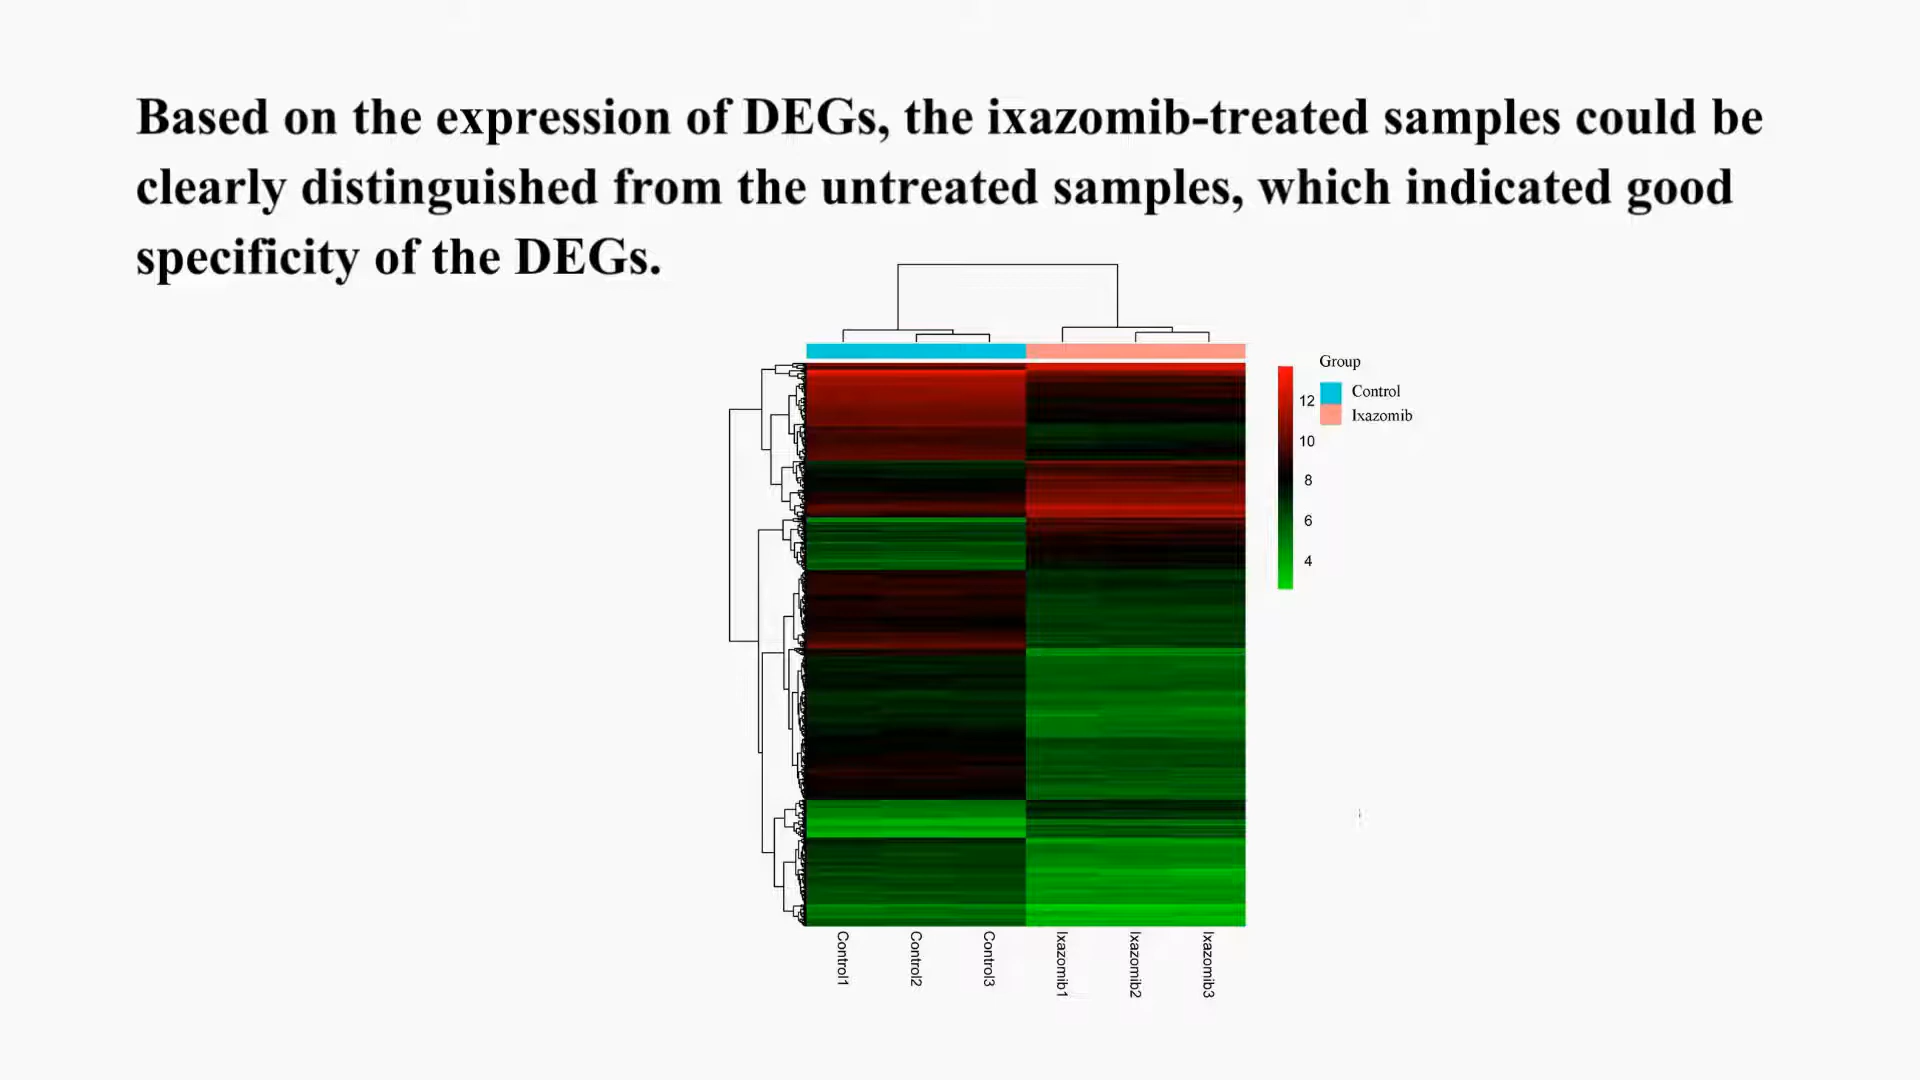 Based on the expression of DEGs, the ixazomib-treated samples could be
clearly distinguished from the untreated samples, which indicated good
specificity of the DEGs.
Group
Control
Ixazomib
12
10
8
6
4
Control1
Control2
Control3
Ixazomib1
Ixazomib2
Ixazomib3